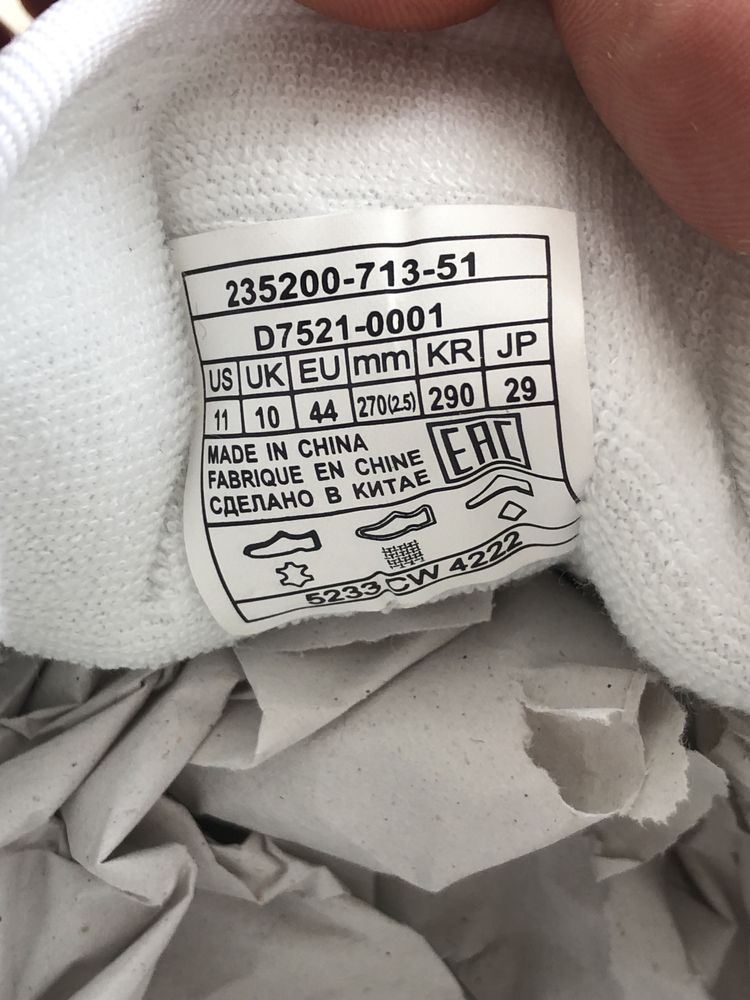 235200-713-51
D7521-0001
US UK EU mm KR JP
11 10 44 270(2.5) 290 29
MADE IN CHINA
FABRIQUE EN CHINE
СДЕЛАНО В КИТАЕ
EAC
5233 CW 4222